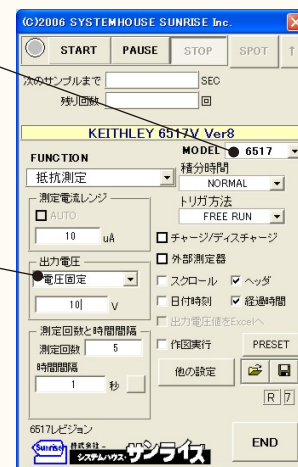 (C)2006 SYSTEMHOUSE SUNRISE Inc.
START PAUSE STOP SPOT ↑
次のサンプルまで SEC
残り回数 回
KEITHLEY 6517V Ver8
MODEL 6517
FUNCTION
積分時間
抵抗測定
NORMAL
測定電流レンジ
トリガ方法
AUTO
FREE RUN
10 uA
チャージ/ディスチャージ
出力電圧
外部測定器
電圧固定
スクロール ヘッダ
10 V
日付時刻 経過時間
出力電圧値をExcelへ
測定回数と時間間隔
作図実行 PRESET
測定回数 5
時間間隔
他の設定
1 秒
R 7
6517レビジョン
Sunrise 株式会社
システムハウス・サンライズ
END